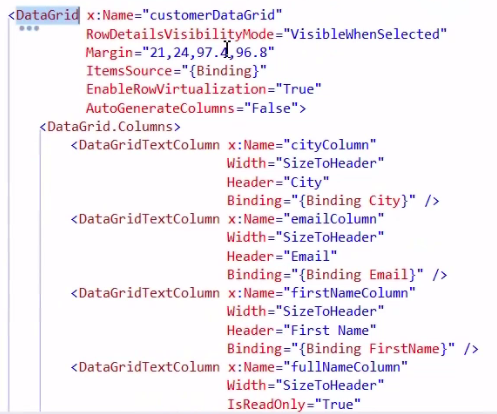 <DataGrid x:Name="customerDataGrid"
RowDetailsVisibilityMode="VisibleWhenSelected"
Margin="21,24,97.4,96.8"
ItemsSource="{Binding}"
EnableRowVirtualization="True"
AutoGenerateColumns="False">
<DataGrid.Columns>
<DataGridTextColumn x:Name="cityColumn"
Width="SizeToHeader"
Header="City"
Binding="{Binding City}" />
<DataGridTextColumn x:Name="emailColumn"
Width="SizeToHeader"
Header="Email"
Binding="{Binding Email}" />
<DataGridTextColumn x:Name="firstNameColumn"
Width="SizeToHeader"
Header="First Name"
Binding="{Binding FirstName}" />
<DataGridTextColumn x:Name="fullNameColumn"
Width="SizeToHeader"
IsReadOnly="True"